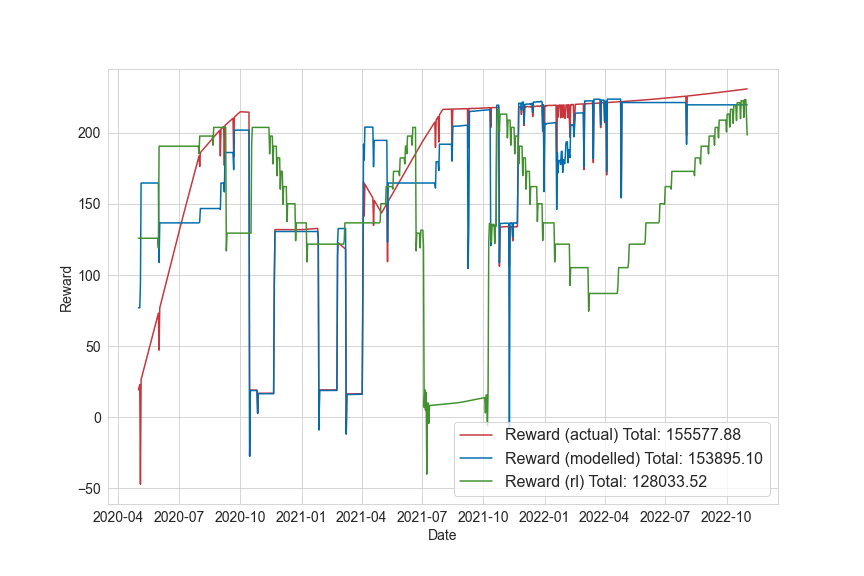 200
150
100
50
0
−50
Reward
Reward (actual) Total: 155577.88
Reward (modelled) Total: 153895.10
Reward (rl) Total: 128033.52
2020-04 2020-07 2020-10 2021-01 2021-04 2021-07 2021-10 2022-01 2022-04 2022-07 2022-10
Date